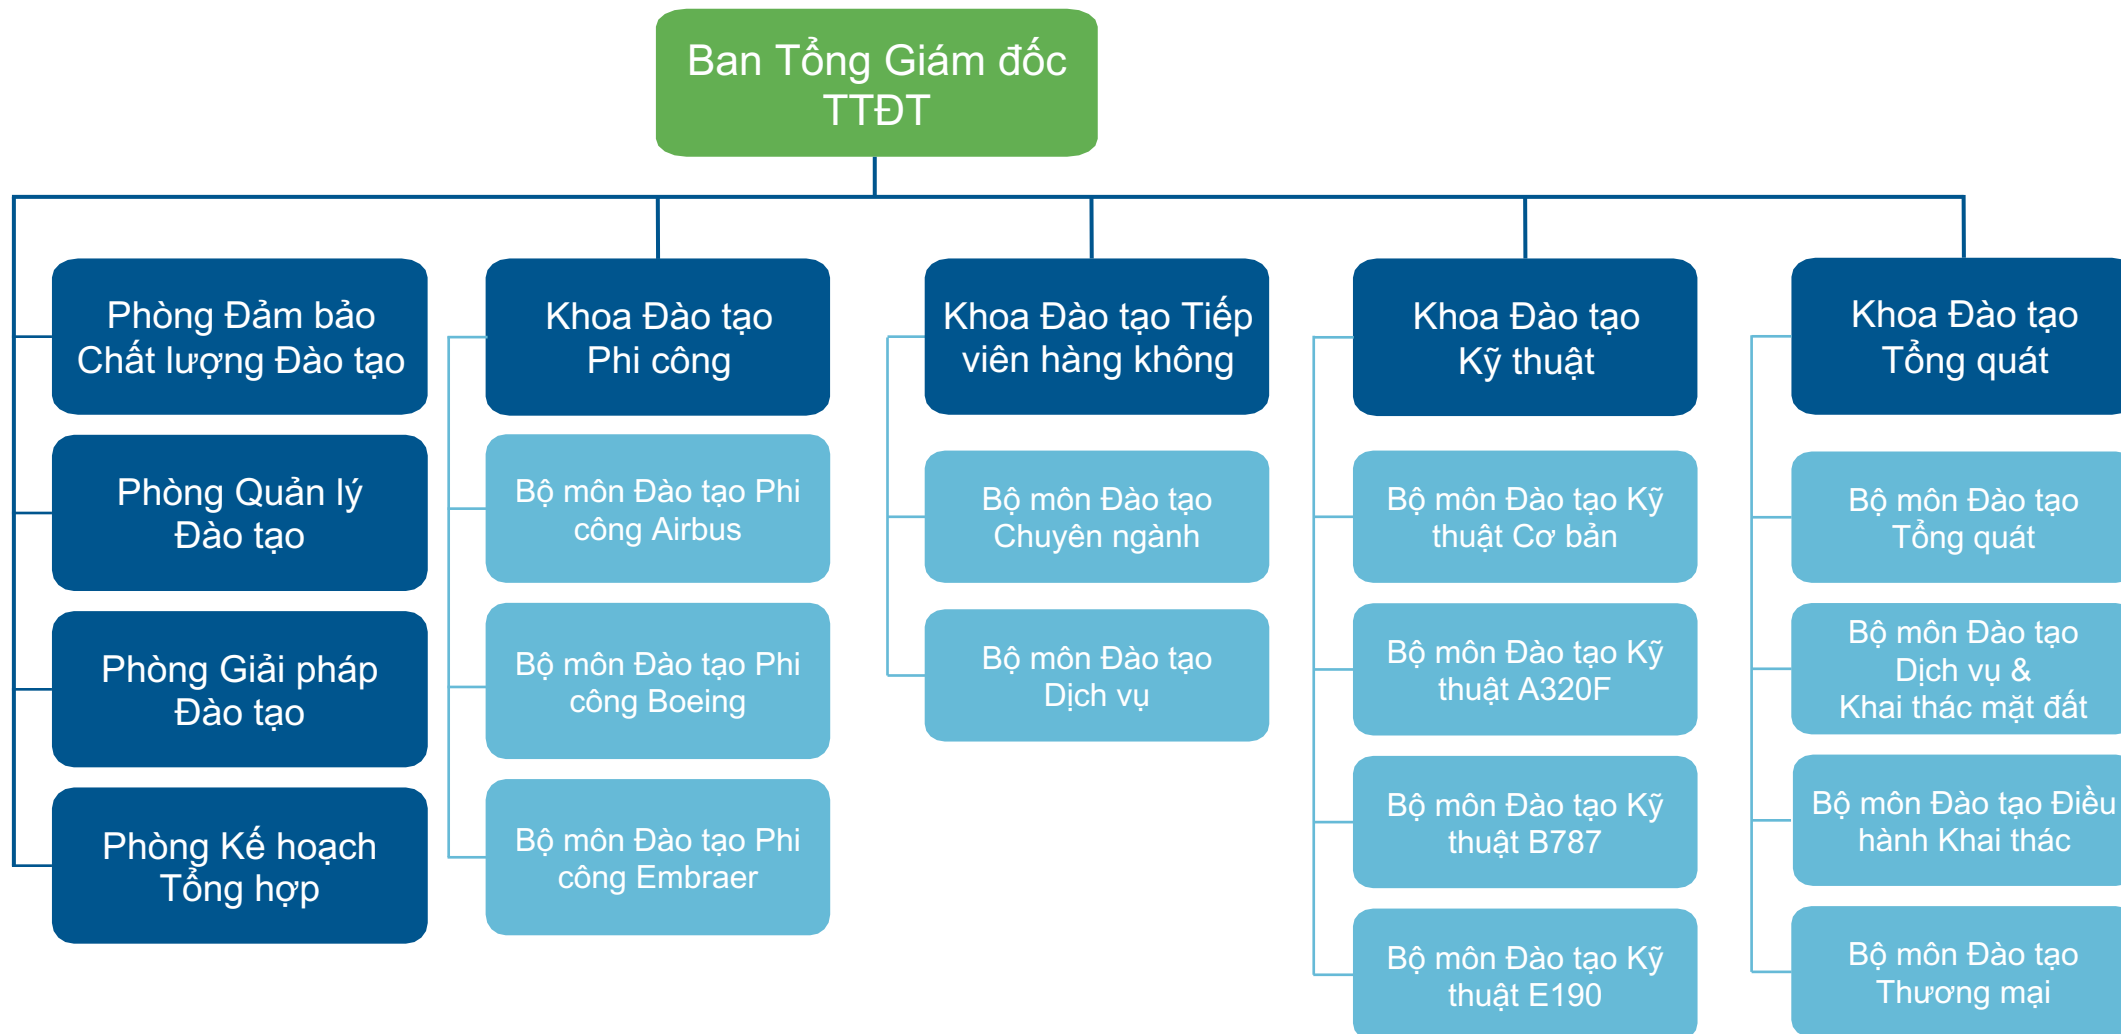 Ban Tổng Giám đốc
TTĐT
Phòng Đảm bảo
Chất lượng Đào tạo
Phòng Quản lý
Đào tạo
Phòng Giải pháp
Đào tạo
Phòng Kế hoạch
Tổng hợp
Khoa Đào tạo
Phi công
Bộ môn Đào tạo Phi
công Airbus
Bộ môn Đào tạo Phi
công Boeing
Bộ môn Đào tạo Phi
công Embraer
Khoa Đào tạo Tiếp
viên hàng không
Bộ môn Đào tạo
Chuyên ngành
Bộ môn Đào tạo
Dịch vụ
Khoa Đào tạo
Kỹ thuật
Bộ môn Đào tạo Kỹ
thuật Cơ bản
Bộ môn Đào tạo Kỹ
thuật A320F
Bộ môn Đào tạo Kỹ
thuật B787
Bộ môn Đào tạo Kỹ
thuật E190
Khoa Đào tạo
Tổng quát
Bộ môn Đào tạo
Tổng quát
Bộ môn Đào tạo
Dịch vụ &
Khai thác mặt đất
Bộ môn Đào tạo Điều
hành Khai thác
Bộ môn Đào tạo
Thương mại